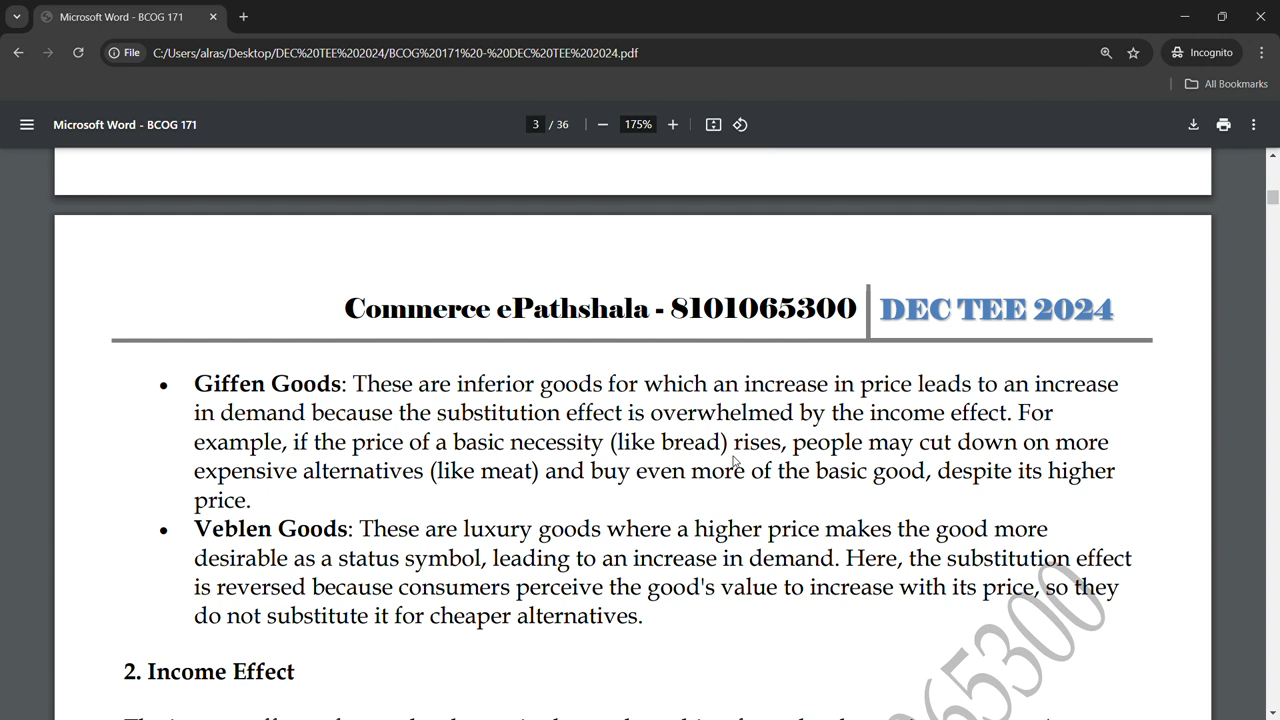 Microsoft Word - BCOG 171
File C:/Users/alras/Desktop/DEC%20TEE%202024/BCOG%20171%20-%20DEC%20TEE%202024.pdf
Incognito
All Bookmarks
Microsoft Word - BCOG 171
3 / 36
175%
Commerce ePathshala - 8101065300
DEC TEE 2024
• Giffen Goods: These are inferior goods for which an increase in price leads to an increase
in demand because the substitution effect is overwhelmed by the income effect. For
example, if the price of a basic necessity (like bread) rises, people may cut down on more
expensive alternatives (like meat) and buy even more of the basic good, despite its higher
price.
• Veblen Goods: These are luxury goods where a higher price makes the good more
desirable as a status symbol, leading to an increase in demand. Here, the substitution effect
is reversed because consumers perceive the good's value to increase with its price, so they
do not substitute it for cheaper alternatives.
2. Income Effect